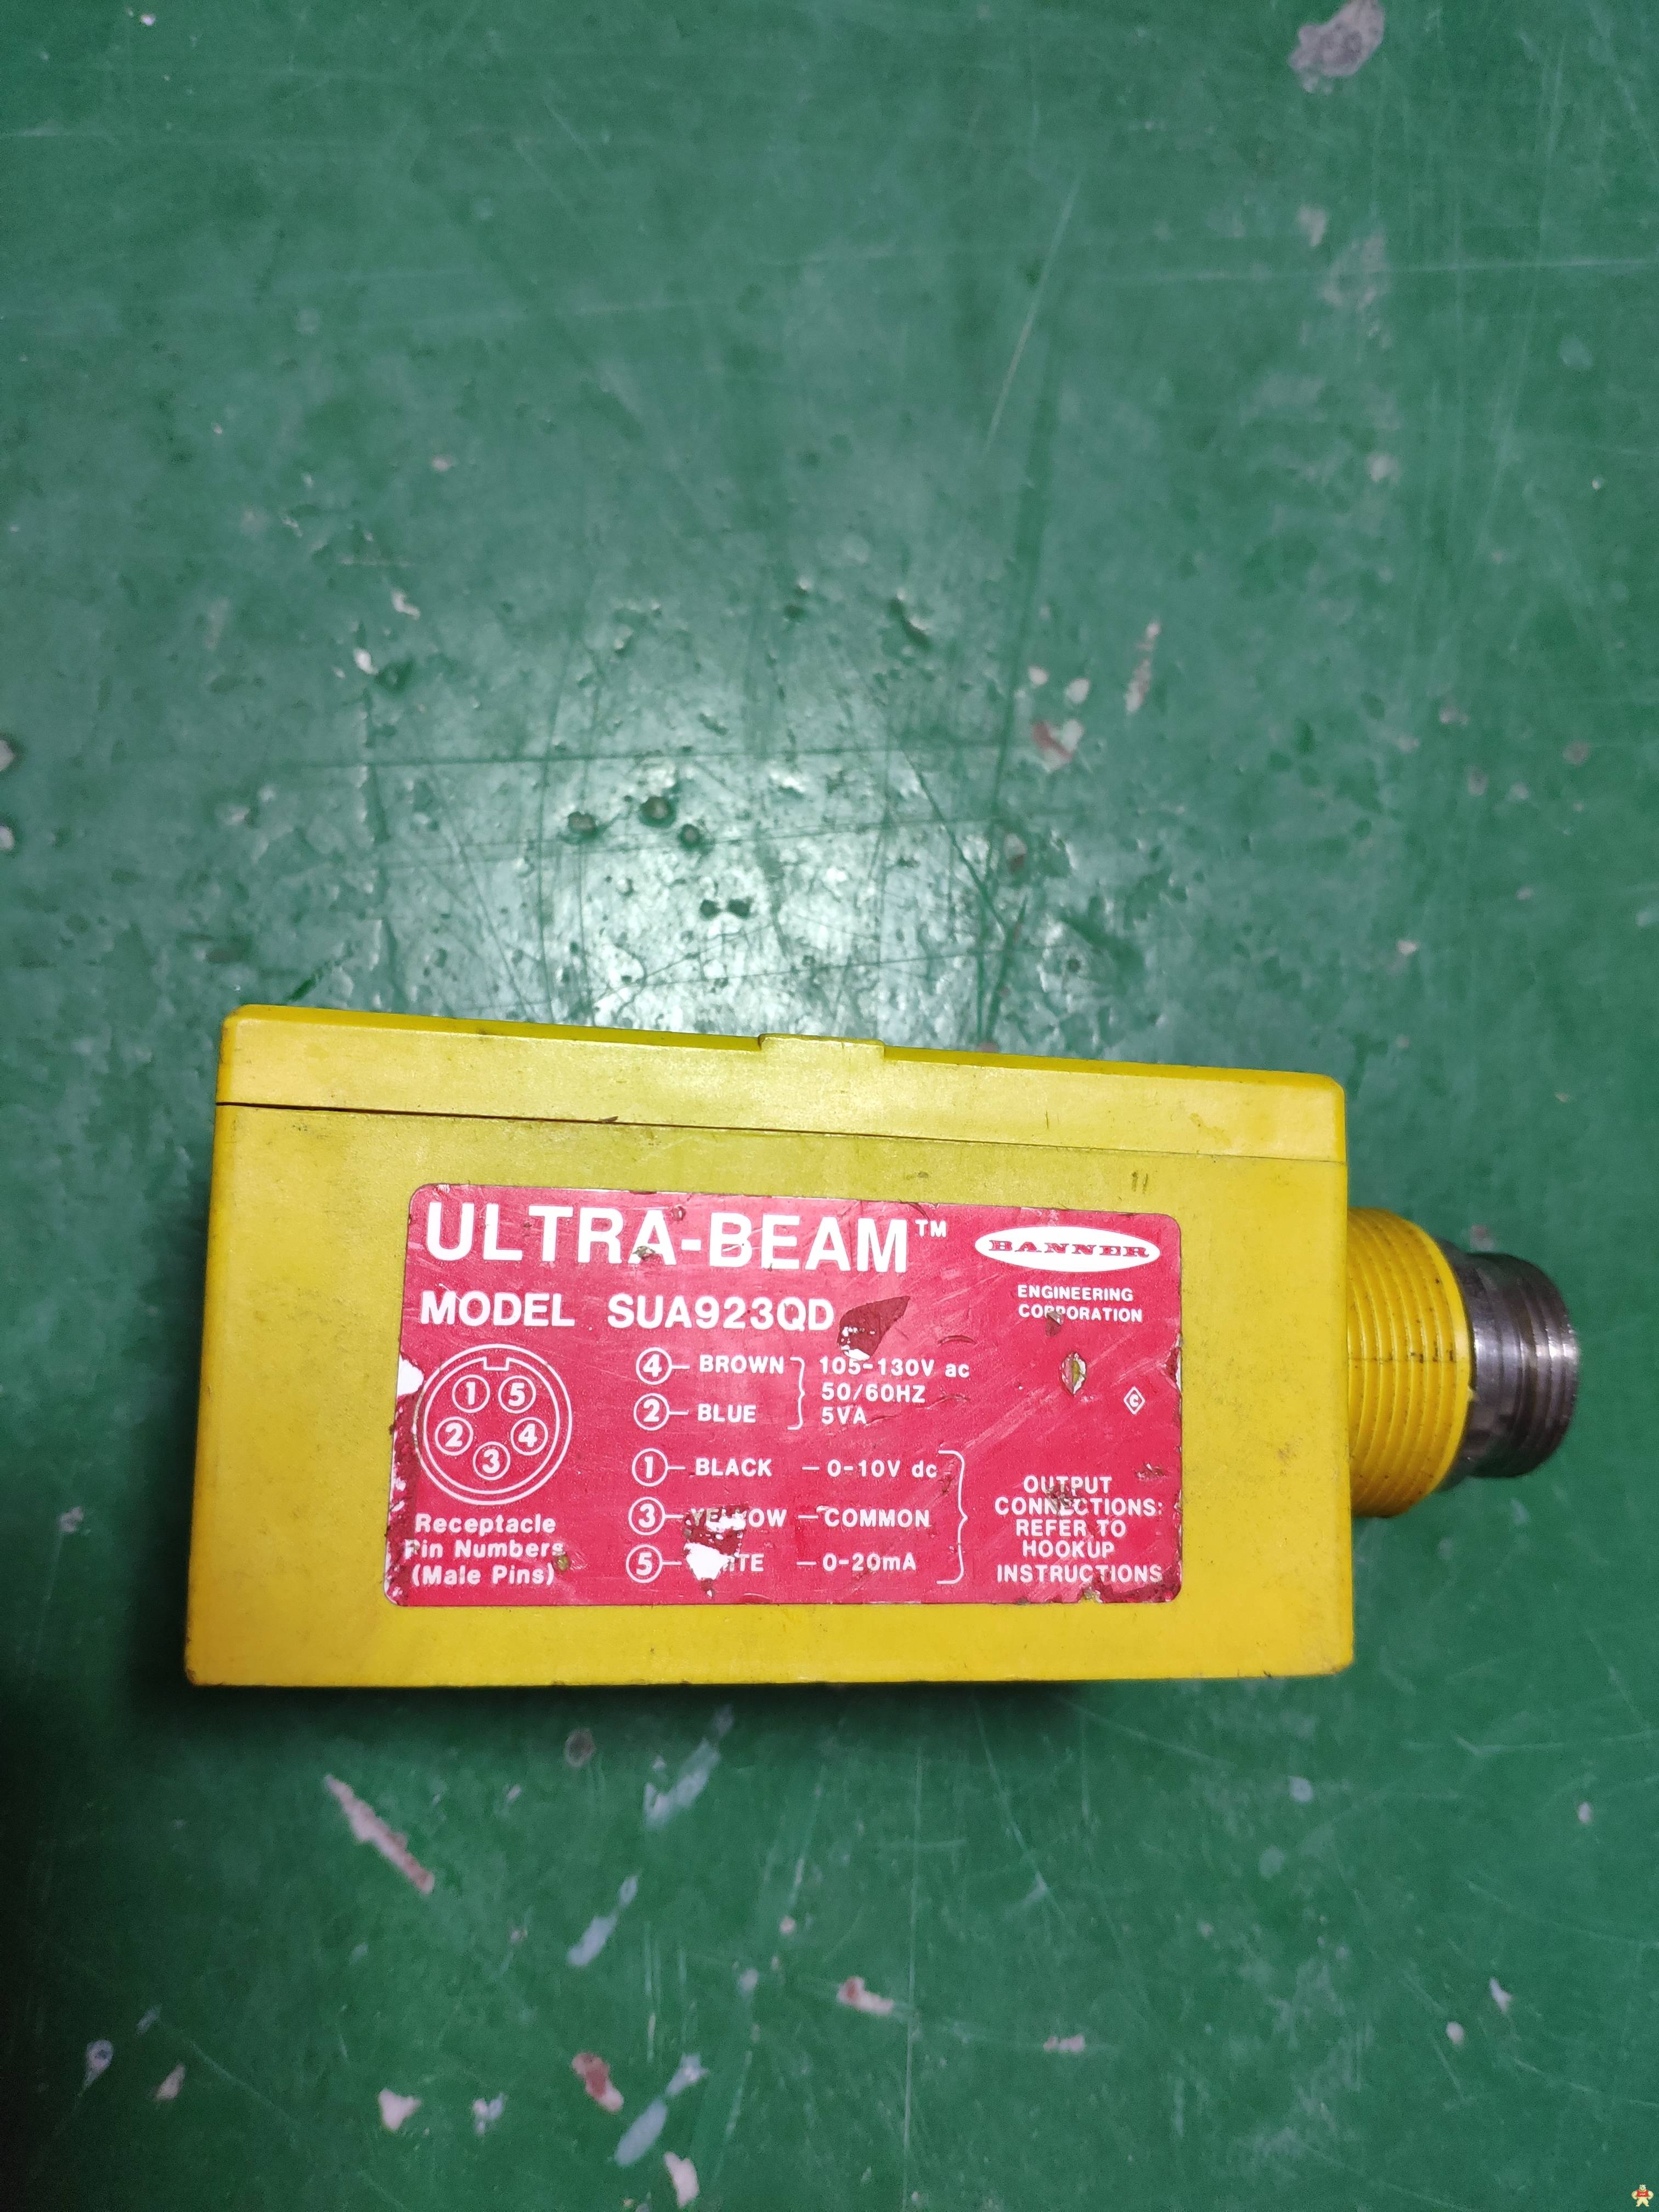 ULTRA-BEAM™
BANNER
ENGINEERING
CORPORATION
MODEL SUA923QD
1 5
2 4
3
Receptacle
Pin Numbers
(Male Pins)
4 BROWN 105-130V ac
50/60HZ
2 BLUE 5VA
1 BLACK — 0-10V dc
3 YELLOW — COMMON
5 WHITE — 0-20mA
OUTPUT
CONNECTIONS:
REFER TO
HOOKUP
INSTRUCTIONS
C